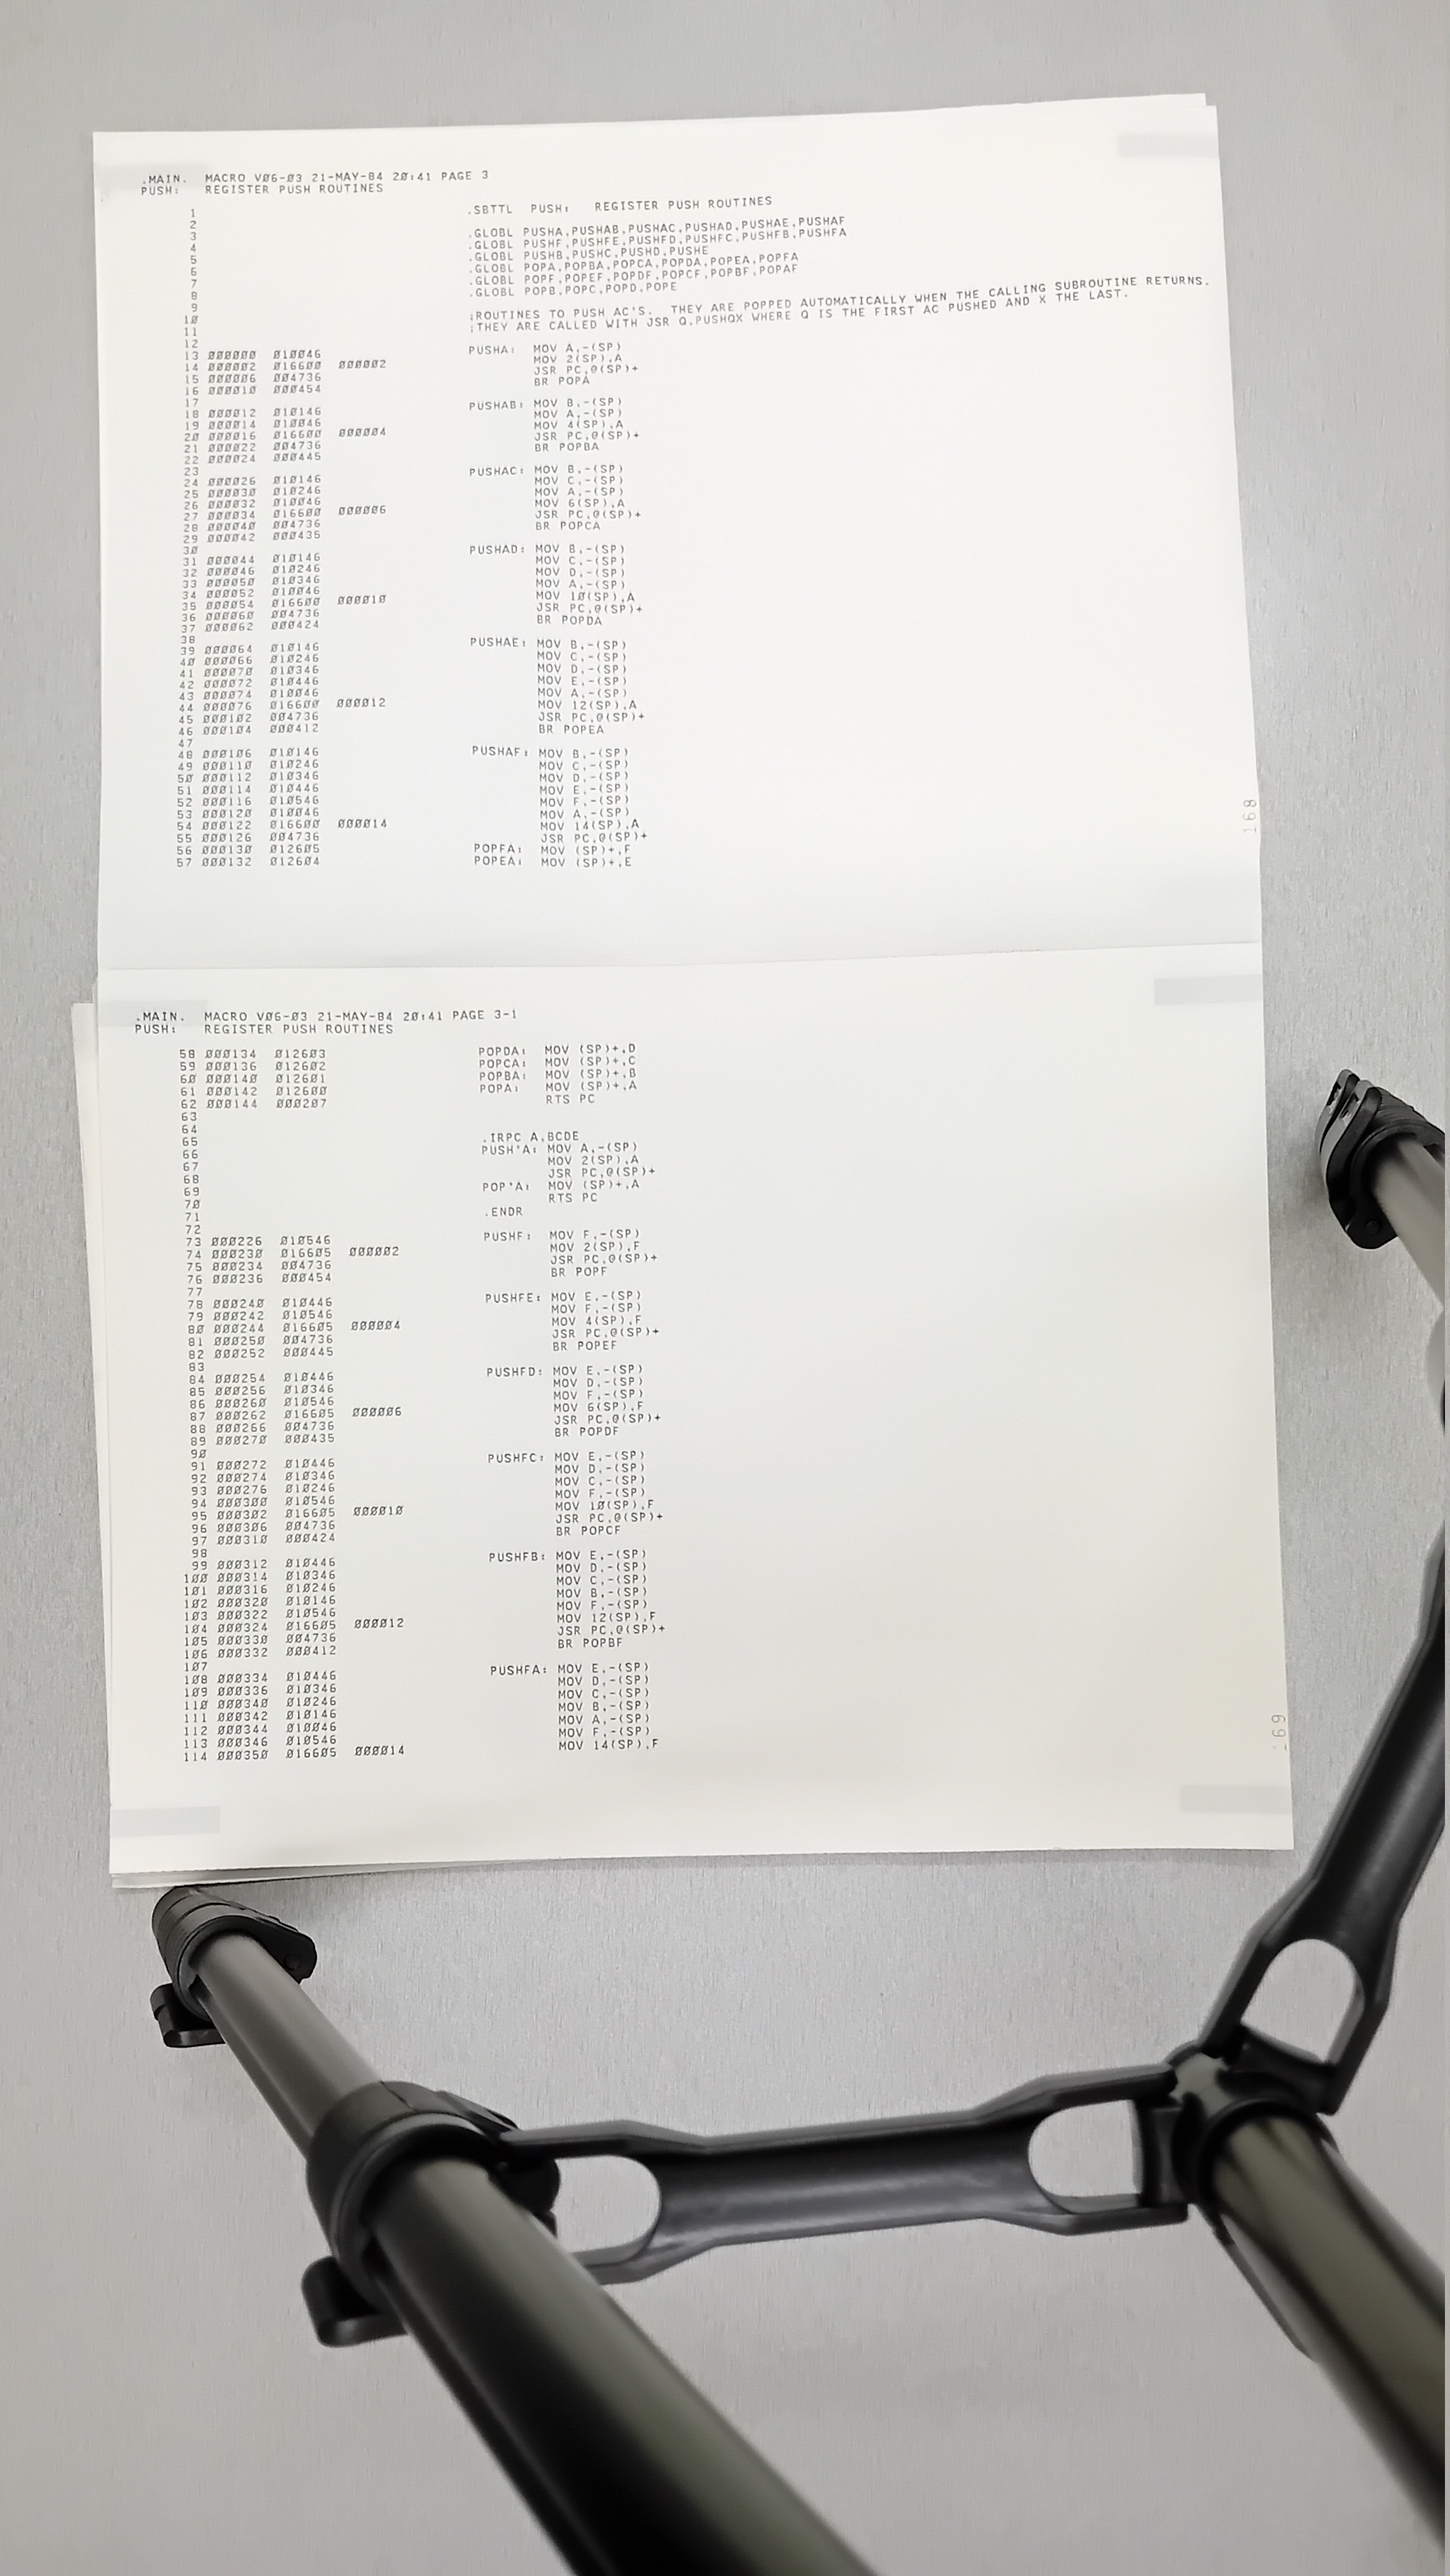 .MAIN.  MACRO VØ6-Ø3 21-MAY-84 2Ø:41 PAGE 3
PUSH:   REGISTER PUSH ROUTINES
1 .SBTTL  PUSH:   REGISTER PUSH ROUTINES
2
3 .GLOBL PUSHA,PUSHAB,PUSHAC,PUSHAD,PUSHAE,PUSHAF
4 .GLOBL PUSHF,PUSHFE,PUSHFD,PUSHFC,PUSHFB,PUSHFA
5 .GLOBL PUSHB,PUSHC,PUSHD,PUSHE
6 .GLOBL POPA,POPBA,POPCA,POPDA,POPEA,POPFA
7 .GLOBL POPF,POPEF,POPDF,POPCF,POPBF,POPAF
8 .GLOBL POPB,POPC,POPD,POPE
9
1Ø ;ROUTINES TO PUSH AC'S.  THEY ARE POPPED AUTOMATICALLY WHEN THE CALLING SUBROUTINE RETURNS.
11 ;THEY ARE CALLED WITH JSR Q,PUSHQX WHERE Q IS THE FIRST AC PUSHED AND X THE LAST.
12
13 ØØØØØØ Ø1ØØ46 PUSHA: MOV A,-(SP)
14 ØØØØØ2 Ø166ØØ ØØØØØ2 MOV 2(SP),A
15 ØØØØØ6 ØØ4736 JSR PC,@(SP)+
16 ØØØØ1Ø ØØØ454 BR POPA
17
18 ØØØØ12 Ø1Ø146 PUSHAB: MOV B,-(SP)
19 ØØØØ14 Ø1ØØ46 MOV A,-(SP)
2Ø ØØØØ16 Ø166ØØ ØØØØØ4 MOV 4(SP),A
21 ØØØØ22 ØØ4736 JSR PC,@(SP)+
22 ØØØØ24 ØØØ445 BR POPBA
23
24 ØØØØ26 Ø1Ø146 PUSHAC: MOV B,-(SP)
25 ØØØØ3Ø Ø1Ø246 MOV C,-(SP)
26 ØØØØ32 Ø1ØØ46 MOV A,-(SP)
27 ØØØØ34 Ø166ØØ ØØØØØ6 MOV 6(SP),A
28 ØØØØ4Ø ØØ4736 JSR PC,@(SP)+
29 ØØØØ42 ØØØ435 BR POPCA
3Ø
31 ØØØØ44 Ø1Ø146 PUSHAD: MOV B,-(SP)
32 ØØØØ46 Ø1Ø246 MOV C,-(SP)
33 ØØØØ5Ø Ø1Ø346 MOV D,-(SP)
34 ØØØØ52 Ø1ØØ46 MOV A,-(SP)
35 ØØØØ54 Ø166ØØ ØØØØ1Ø MOV 1Ø(SP),A
36 ØØØØ6Ø ØØ4736 JSR PC,@(SP)+
37 ØØØØ62 ØØØ424 BR POPDA
38
39 ØØØØ64 Ø1Ø146 PUSHAE: MOV B,-(SP)
4Ø ØØØØ66 Ø1Ø246 MOV C,-(SP)
41 ØØØØ7Ø Ø1Ø346 MOV D,-(SP)
42 ØØØØ72 Ø1Ø446 MOV E,-(SP)
43 ØØØØ74 Ø1ØØ46 MOV A,-(SP)
44 ØØØØ76 Ø166ØØ ØØØØ12 MOV 12(SP),A
45 ØØØ1Ø2 ØØ4736 JSR PC,@(SP)+
46 ØØØ1Ø4 ØØØ412 BR POPEA
47
48 ØØØ1Ø6 Ø1Ø146 PUSHAF: MOV B,-(SP)
49 ØØØ11Ø Ø1Ø246 MOV C,-(SP)
5Ø ØØØ112 Ø1Ø346 MOV D,-(SP)
51 ØØØ114 Ø1Ø446 MOV E,-(SP)
52 ØØØ116 Ø1Ø546 MOV F,-(SP)
53 ØØØ12Ø Ø1ØØ46 MOV A,-(SP)
54 ØØØ122 Ø166ØØ ØØØØ14 MOV 14(SP),A
55 ØØØ126 ØØ4736 JSR PC,@(SP)+
56 ØØØ13Ø Ø126Ø5 POPFA: MOV (SP)+,F
57 ØØØ132 Ø126Ø4 POPEA: MOV (SP)+,E
168
.MAIN.  MACRO VØ6-Ø3 21-MAY-84 2Ø:41 PAGE 3-1
PUSH:   REGISTER PUSH ROUTINES
58 ØØØ134 Ø126Ø3 POPDA: MOV (SP)+,D
59 ØØØ136 Ø126Ø2 POPCA: MOV (SP)+,C
6Ø ØØØ14Ø Ø126Ø1 POPBA: MOV (SP)+,B
61 ØØØ142 Ø126ØØ POPA: MOV (SP)+,A
62 ØØØ144 ØØØ2Ø7 RTS PC
63
64
65 .IRPC A,BCDE
66 PUSH'A: MOV A,-(SP)
67 MOV 2(SP),A
68 JSR PC,@(SP)+
69 POP'A: MOV (SP)+,A
7Ø RTS PC
71 .ENDR
72
73 ØØØ226 Ø1Ø546 PUSHF: MOV F,-(SP)
74 ØØØ23Ø Ø166Ø5 ØØØØØ2 MOV 2(SP),F
75 ØØØ234 ØØ4736 JSR PC,@(SP)+
76 ØØØ236 ØØØ454 BR POPF
77
78 ØØØ24Ø Ø1Ø446 PUSHFE: MOV E,-(SP)
79 ØØØ242 Ø1Ø546 MOV F,-(SP)
8Ø ØØØ244 Ø166Ø5 ØØØØØ4 MOV 4(SP),F
81 ØØØ25Ø ØØ4736 JSR PC,@(SP)+
82 ØØØ252 ØØØ445 BR POPEF
83
84 ØØØ254 Ø1Ø446 PUSHFD: MOV E,-(SP)
85 ØØØ256 Ø1Ø346 MOV D,-(SP)
86 ØØØ26Ø Ø1Ø546 MOV F,-(SP)
87 ØØØ262 Ø166Ø5 ØØØØØ6 MOV 6(SP),F
88 ØØØ266 ØØ4736 JSR PC,@(SP)+
89 ØØØ27Ø ØØØ435 BR POPDF
9Ø
91 ØØØ272 Ø1Ø446 PUSHFC: MOV E,-(SP)
92 ØØØ274 Ø1Ø346 MOV D,-(SP)
93 ØØØ276 Ø1Ø246 MOV C,-(SP)
94 ØØØ3ØØ Ø1Ø546 MOV F,-(SP)
95 ØØØ3Ø2 Ø166Ø5 ØØØØ1Ø MOV 1Ø(SP),F
96 ØØØ3Ø6 ØØ4736 JSR PC,@(SP)+
97 ØØØ31Ø ØØØ424 BR POPCF
98
99 ØØØ312 Ø1Ø446 PUSHFB: MOV E,-(SP)
1ØØ ØØØ314 Ø1Ø346 MOV D,-(SP)
1Ø1 ØØØ316 Ø1Ø246 MOV C,-(SP)
1Ø2 ØØØ32Ø Ø1Ø146 MOV B,-(SP)
1Ø3 ØØØ322 Ø1Ø546 MOV F,-(SP)
1Ø4 ØØØ324 Ø166Ø5 ØØØØ12 MOV 12(SP),F
1Ø5 ØØØ33Ø ØØ4736 JSR PC,@(SP)+
1Ø6 ØØØ332 ØØØ412 BR POPBF
1Ø7
1Ø8 ØØØ334 Ø1Ø446 PUSHFA: MOV E,-(SP)
1Ø9 ØØØ336 Ø1Ø346 MOV D,-(SP)
11Ø ØØØ34Ø Ø1Ø246 MOV C,-(SP)
111 ØØØ342 Ø1Ø146 MOV B,-(SP)
112 ØØØ344 Ø1ØØ46 MOV A,-(SP)
113 ØØØ346 Ø1Ø546 MOV F,-(SP)
114 ØØØ35Ø Ø166Ø5 ØØØØ14 MOV 14(SP),F
169